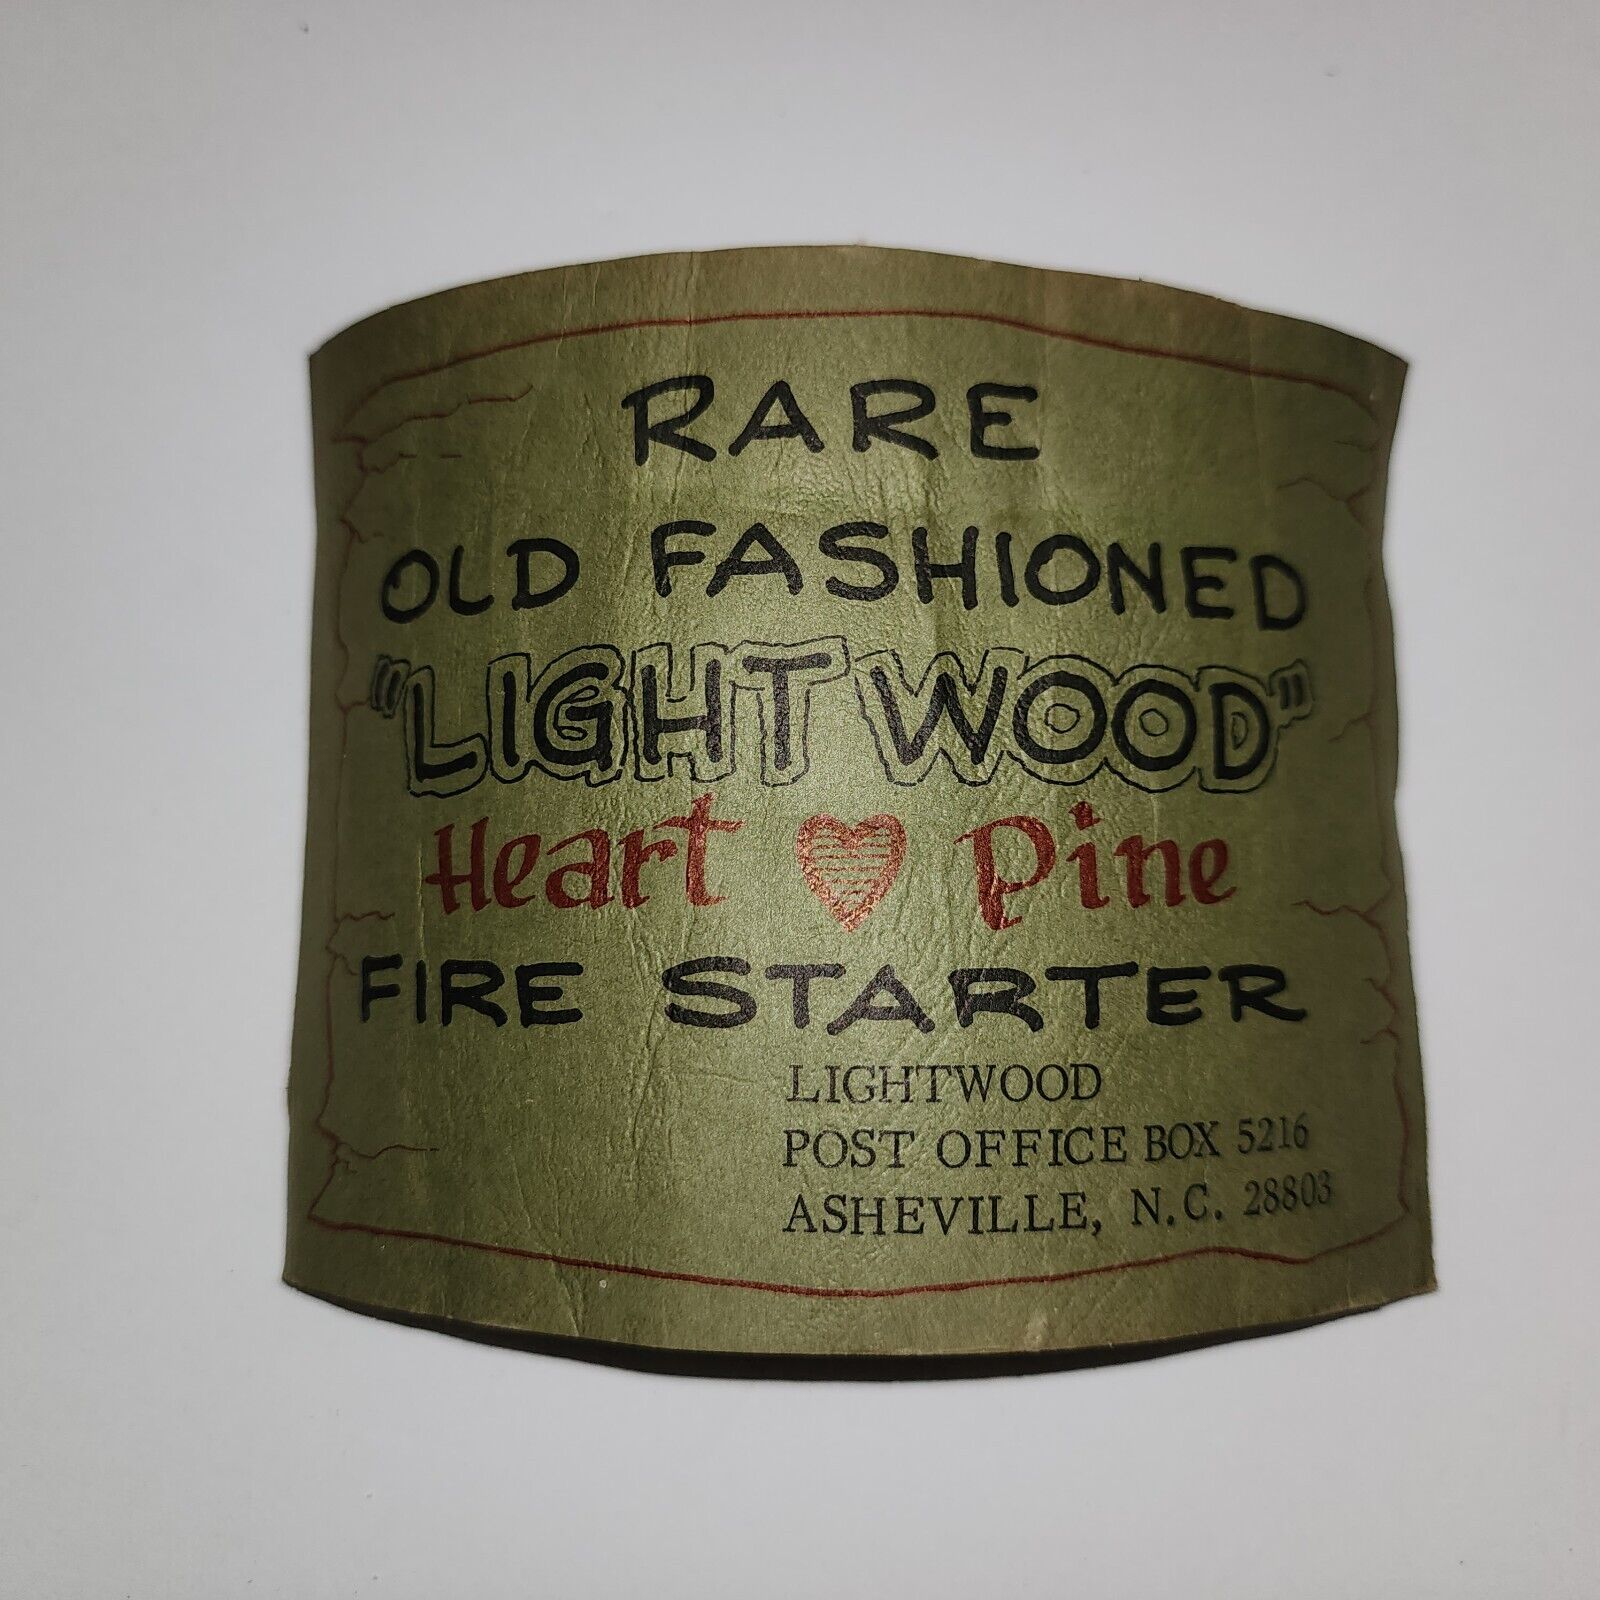 RARE
OLD FASHIONED
"LIGHTWOOD"
Heart Pine
FIRE STARTER
LIGHTWOOD
POST OFFICE BOX 5216
ASHEVILLE, N.C. 28803